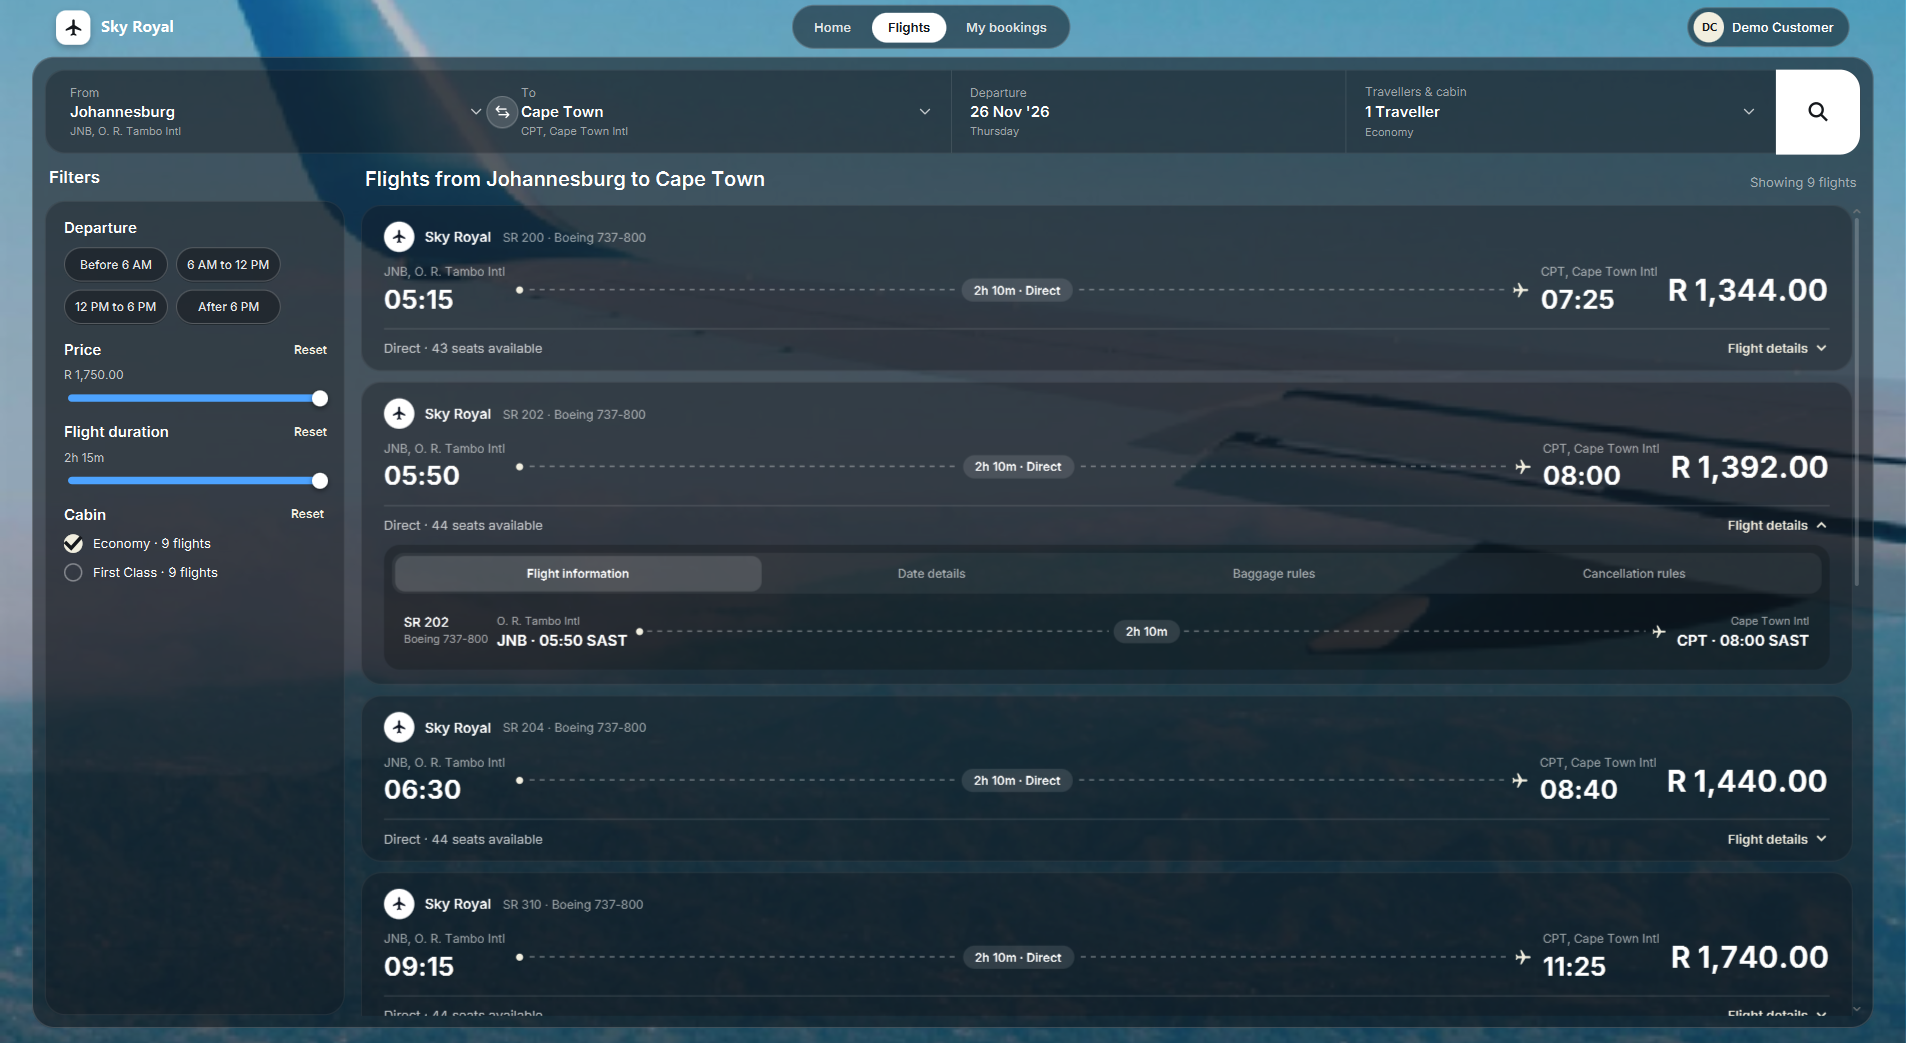 Sky Royal
Home
Flights
My bookings
DC
Demo Customer
From
Johannesburg
JNB, O. R. Tambo Intl
To
Cape Town
CPT, Cape Town Intl
Departure
26 Nov '26
Thursday
Travellers & cabin
1 Traveller
Economy
Filters
Departure
Before 6 AM
6 AM to 12 PM
12 PM to 6 PM
After 6 PM
Price
Reset
R 1,750.00
Flight duration
Reset
2h 15m
Cabin
Reset
Economy · 9 flights
First Class · 9 flights
Flights from Johannesburg to Cape Town
Showing 9 flights
Sky Royal
SR 200 · Boeing 737-800
JNB, O. R. Tambo Intl
05:15
2h 10m · Direct
CPT, Cape Town Intl
07:25
R 1,344.00
Direct · 43 seats available
Flight details
Sky Royal
SR 202 · Boeing 737-800
JNB, O. R. Tambo Intl
05:50
2h 10m · Direct
CPT, Cape Town Intl
08:00
R 1,392.00
Direct · 44 seats available
Flight details
Flight information
Date details
Baggage rules
Cancellation rules
SR 202
Boeing 737-800
O. R. Tambo Intl
JNB · 05:50 SAST
2h 10m
Cape Town Intl
CPT · 08:00 SAST
Sky Royal
SR 204 · Boeing 737-800
JNB, O. R. Tambo Intl
06:30
2h 10m · Direct
CPT, Cape Town Intl
08:40
R 1,440.00
Direct · 44 seats available
Flight details
Sky Royal
SR 310 · Boeing 737-800
JNB, O. R. Tambo Intl
09:15
2h 10m · Direct
CPT, Cape Town Intl
11:25
R 1,740.00
Direct · 44 seats available
Flight details